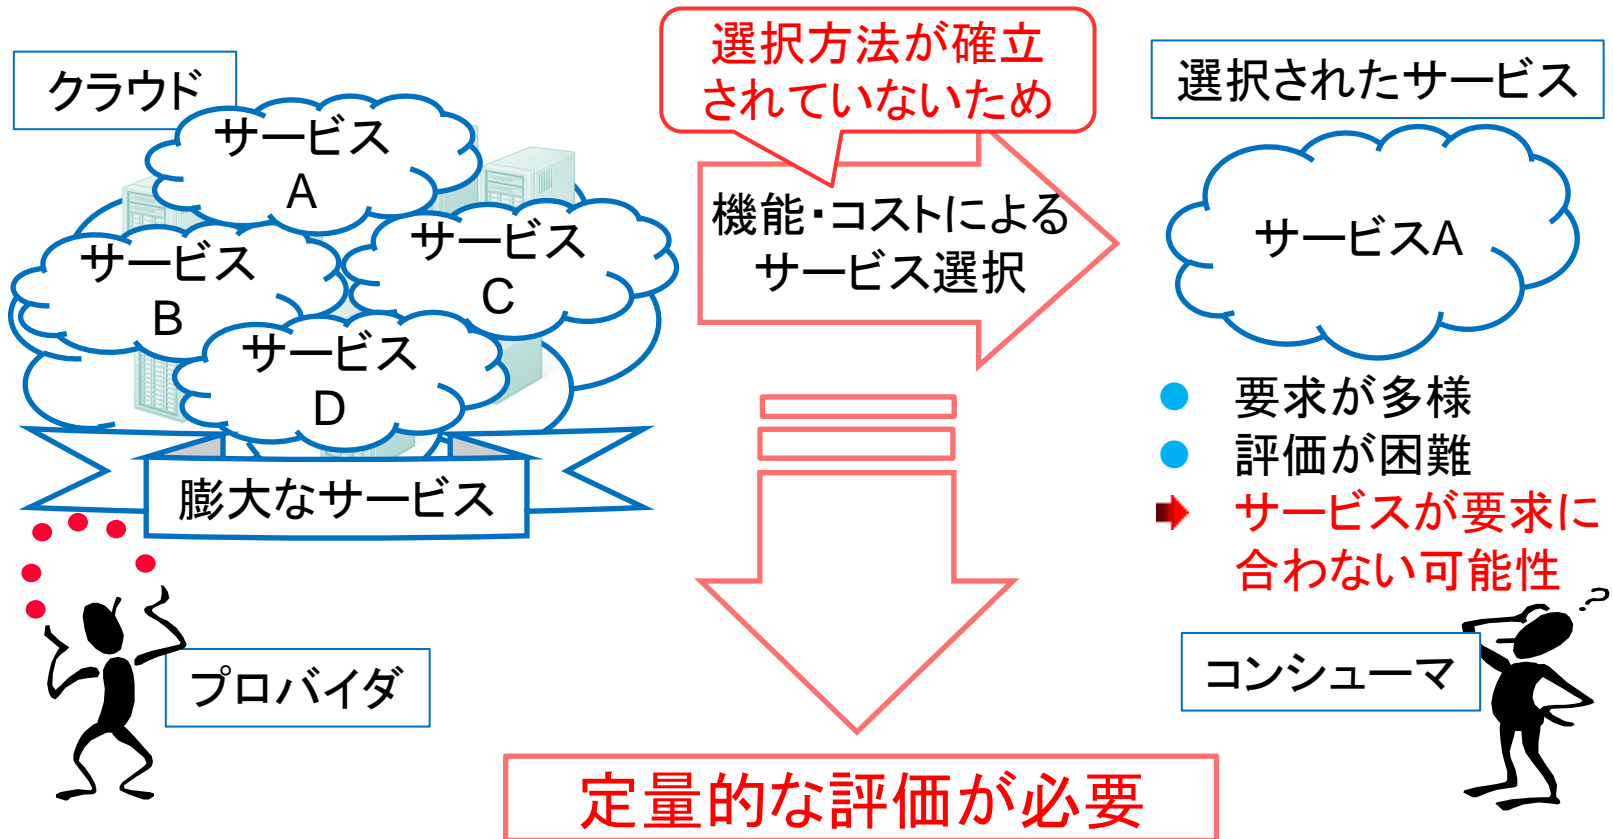 クラウド
サービス
A
サービス
B
サービス
C
サービス
D
膨大なサービス
プロバイダ
選択方法が確立
されていないため
機能・コストによる
サービス選択
選択されたサービス
サービスA
要求が多様
評価が困難
サービスが要求に
合わない可能性
?
コンシューマ
定量的な評価が必要